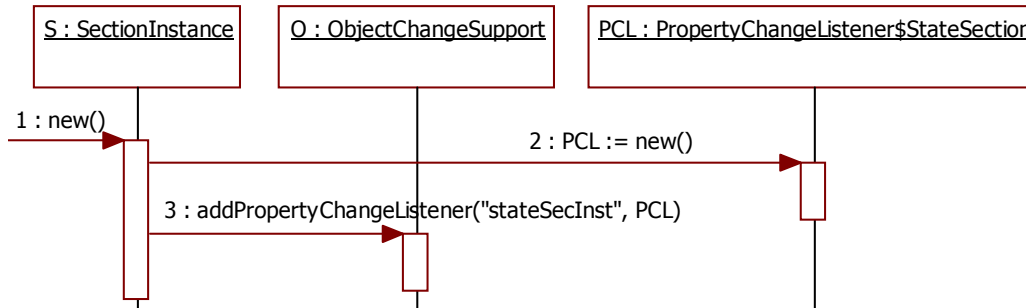 S : SectionInstance
O : ObjectChangeSupport
PCL : PropertyChangeListener$StateSection
1 : new()
2 : PCL := new()
3 : addPropertyChangeListener("stateSecInst", PCL)